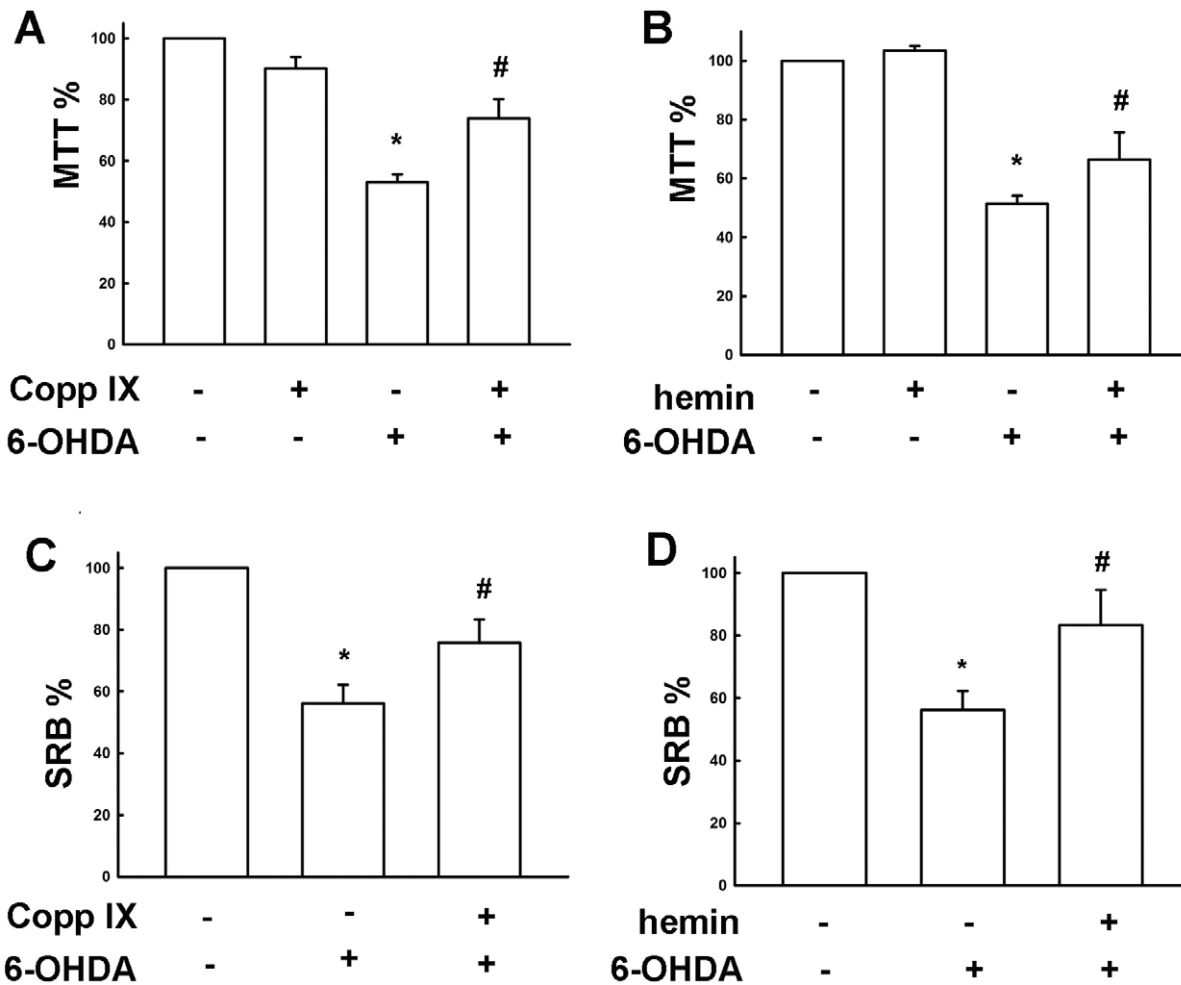 A
MTT %
100
80
60
40
20
0
*
#
Copp IX - + - +
6-OHDA - - + +
B
MTT %
100
80
60
40
20
0
*
#
hemin - + - +
6-OHDA - - + +
C
SRB %
100
80
60
40
20
0
*
#
Copp IX - - +
6-OHDA - + +
D
SRB %
100
80
60
40
20
0
*
#
hemin - - +
6-OHDA - + +